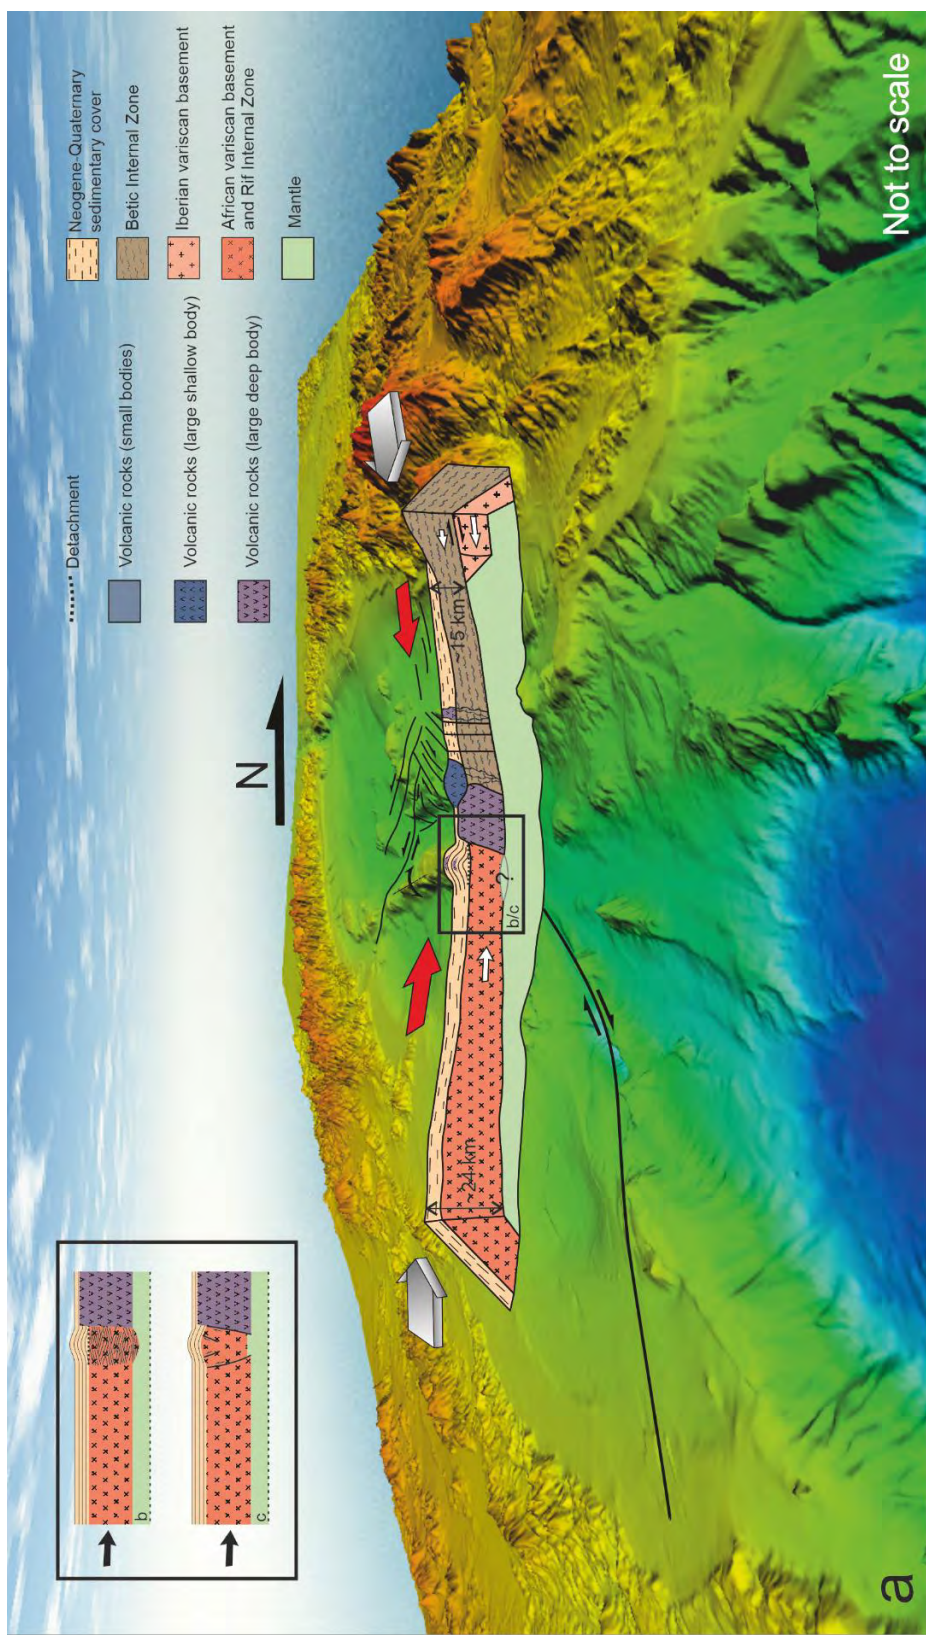 Detachment
Volcanic rocks (small bodies)
Volcanic rocks (large shallow body)
Volcanic rocks (large deep body)
Neogene-Quaternary
sedimentary cover
Betic Internal Zone
Iberian variscan basement
African variscan basement
and Rif Internal Zone
Mantle
b
c
N
24 km
15 km
?
b/c
a
Not to scale